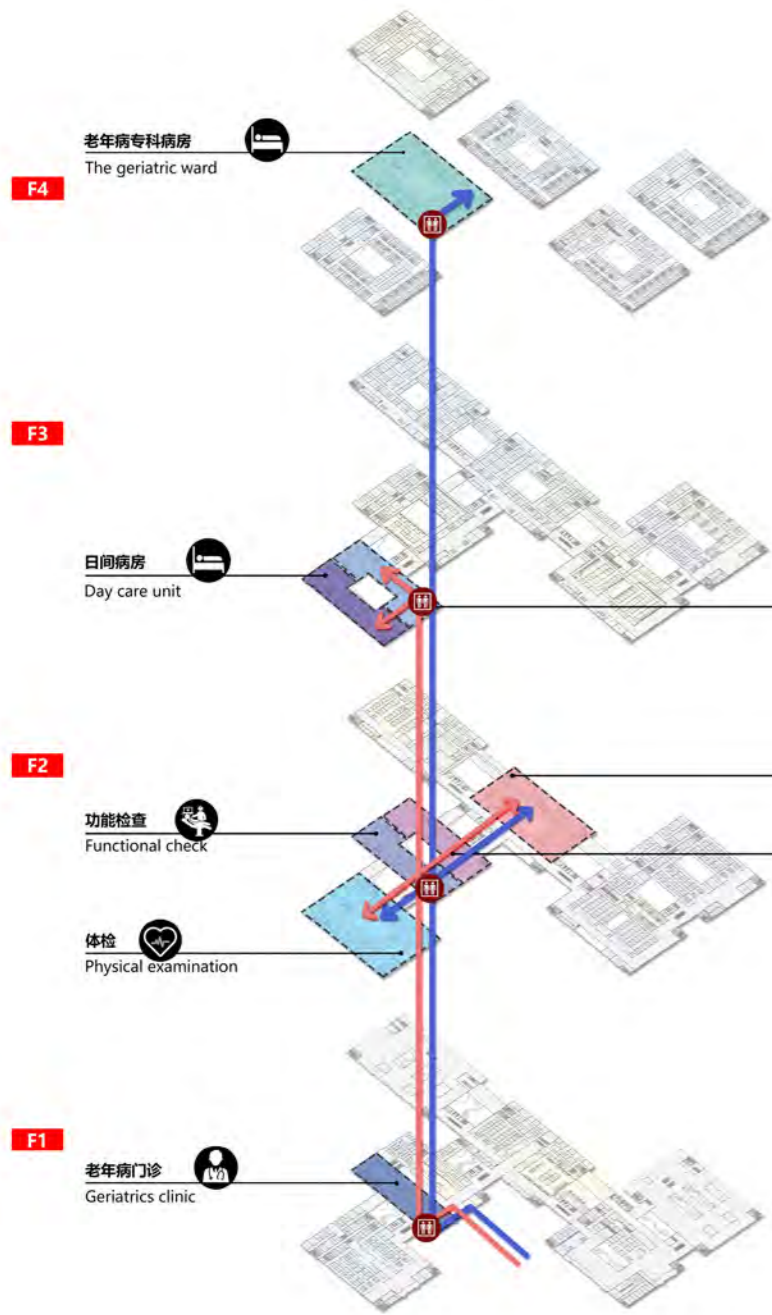 老年病专科病房
The geriatric ward
F4
F3
日间病房
Day care unit
F2
功能检查
Functional check
体检
Physical examination
F1
老年病门诊
Geriatrics clinic